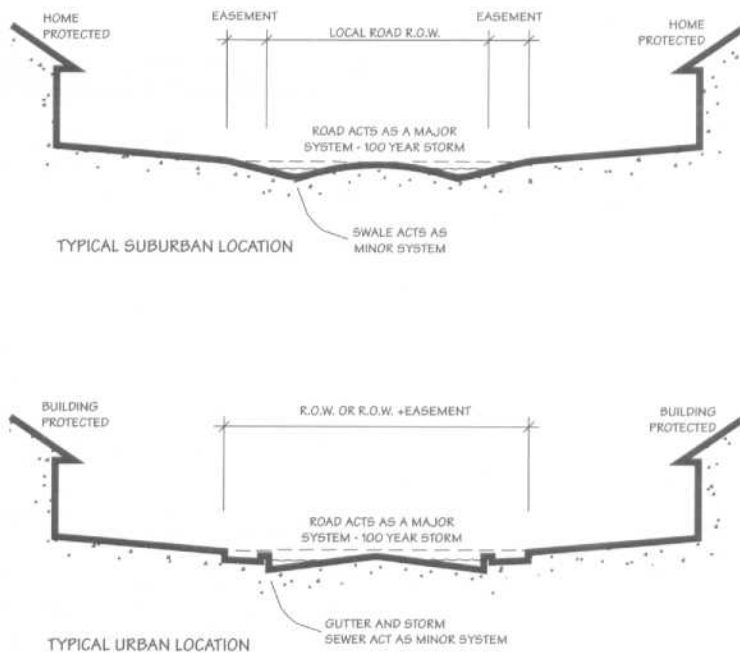 EASEMENT
EASEMENT
HOME
PROTECTED
LOCAL ROAD R.O.W.
HOME
PROTECTED
ROAD ACTS AS A MAJOR
SYSTEM - 100 YEAR STORM
SWALE ACTS AS
MINOR SYSTEM
TYPICAL SUBURBAN LOCATION
BUILDING
PROTECTED
R.O.W. OR R.O.W. +EASEMENT
BUILDING
PROTECTED
ROAD ACTS AS A MAJOR
SYSTEM - 100 YEAR STORM
GUTTER AND STORM
SEWER ACT AS MINOR SYSTEM
TYPICAL URBAN LOCATION